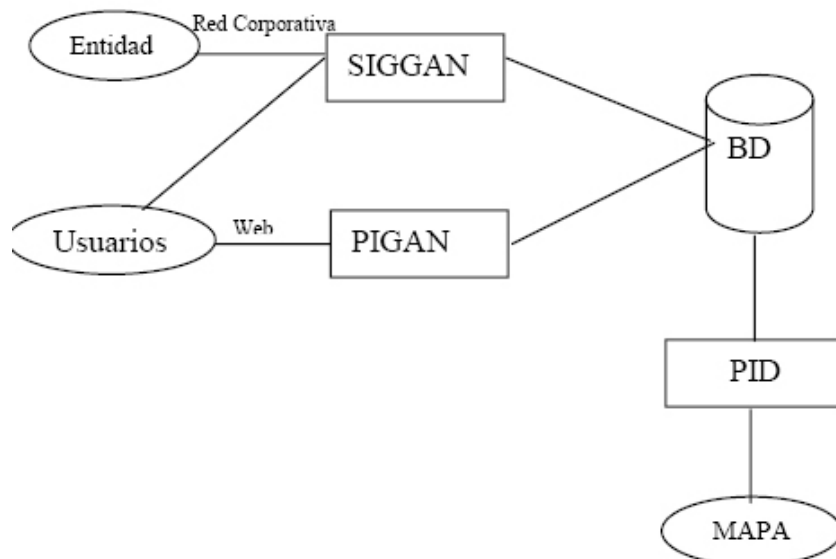 Red Corporativa
Entidad
SIGGAN
BD
Usuarios
Web
PIGAN
PID
MAPA